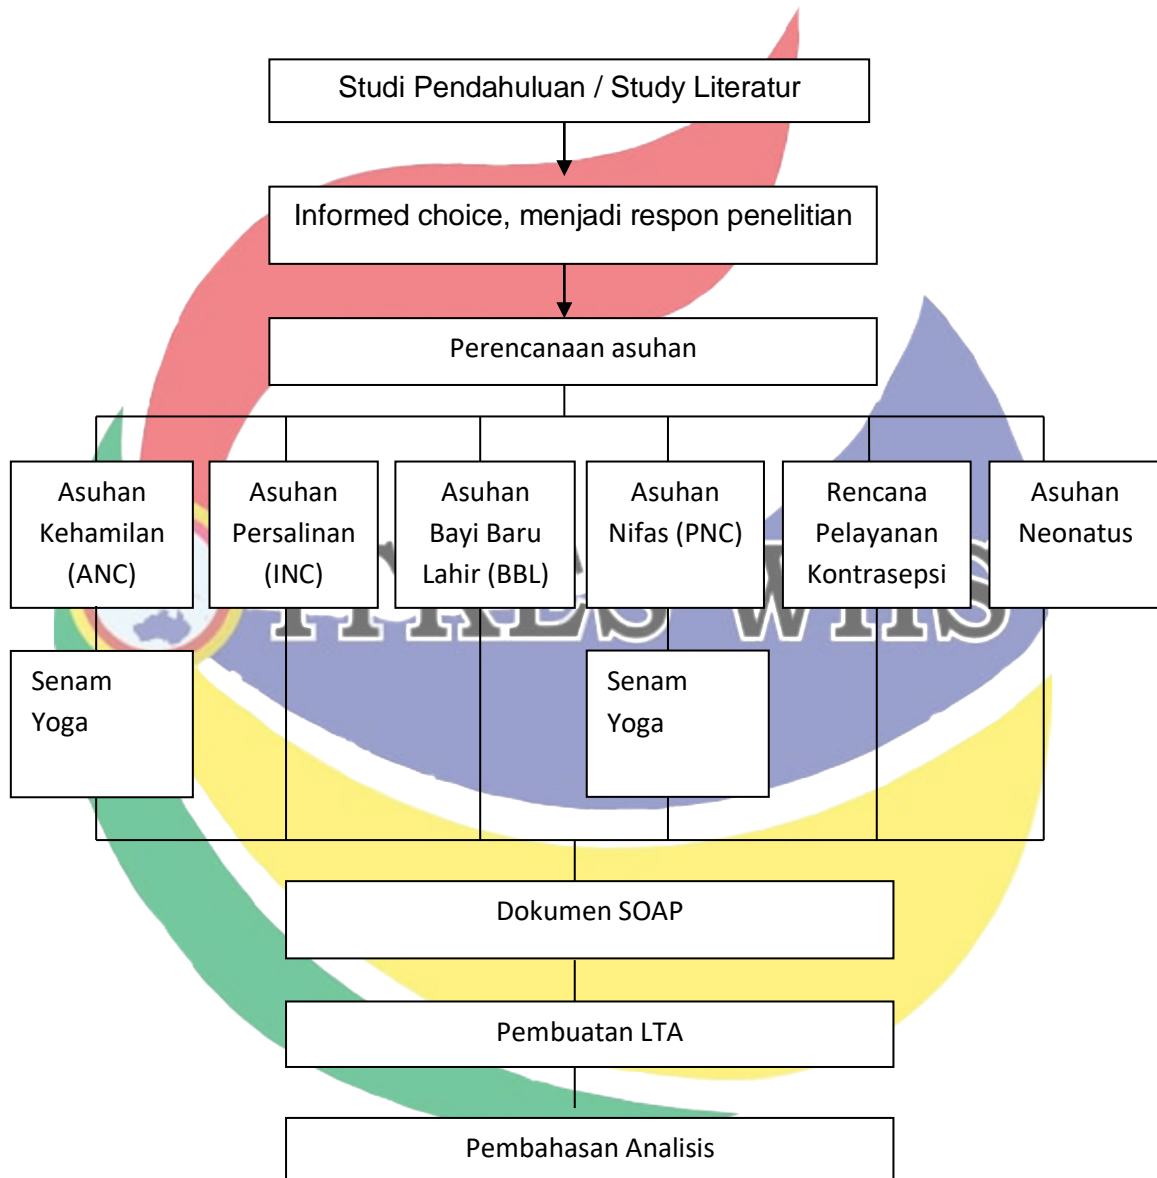 Studi Pendahuluan / Study Literatur
Informed choice, menjadi respon penelitian
Perencanaan asuhan
Asuhan
Kehamilan
(ANC)
Asuhan
Persalinan
(INC)
Asuhan
Bayi Baru
Lahir (BBL)
Asuhan
Nifas (PNC)
Rencana
Pelayanan
Kontrasepsi
Asuhan
Neonatus
ITKES WHS
Senam
Yoga
Senam
Yoga
Dokumen SOAP
Pembuatan LTA
Pembahasan Analisis